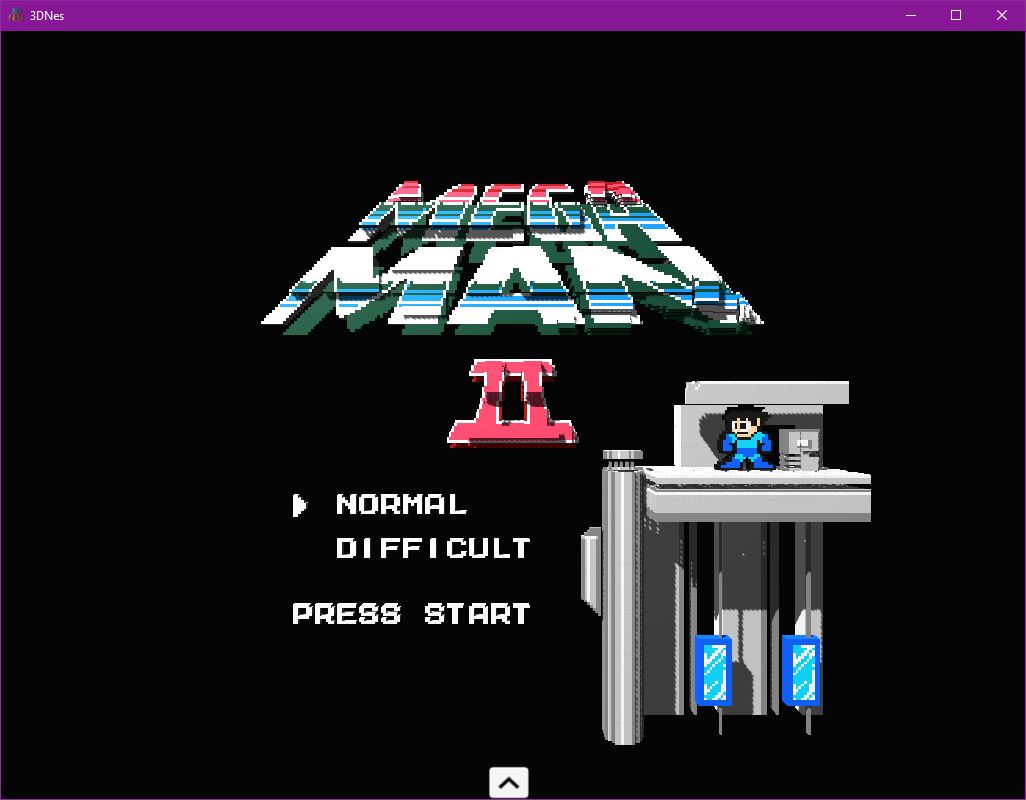 3DNes
MEGA
MAN
II
NORMAL
DIFFICULT
PRESS START